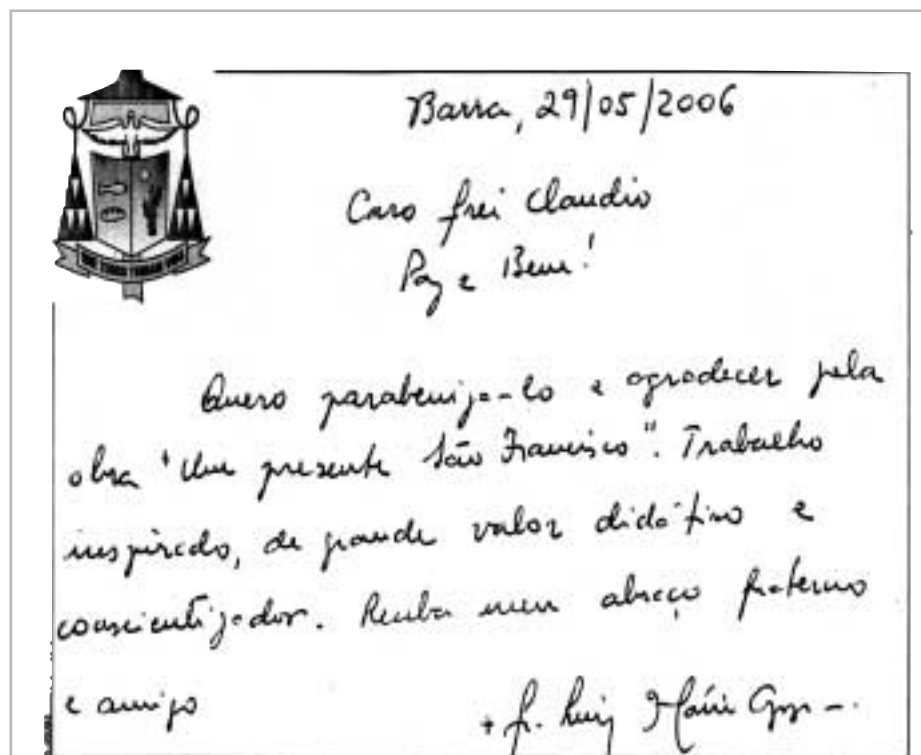 Barra, 29/05/2006
Caro frei Claudio
Paz e Bem!
Quero parabenizá-lo e agradecer pela
obra "Um presente São Francisco". Trabalho
inspirado, de grande valor didático e
conscientizador. Receba meu abraço fraterno
e amigo
+ fr. Luiz